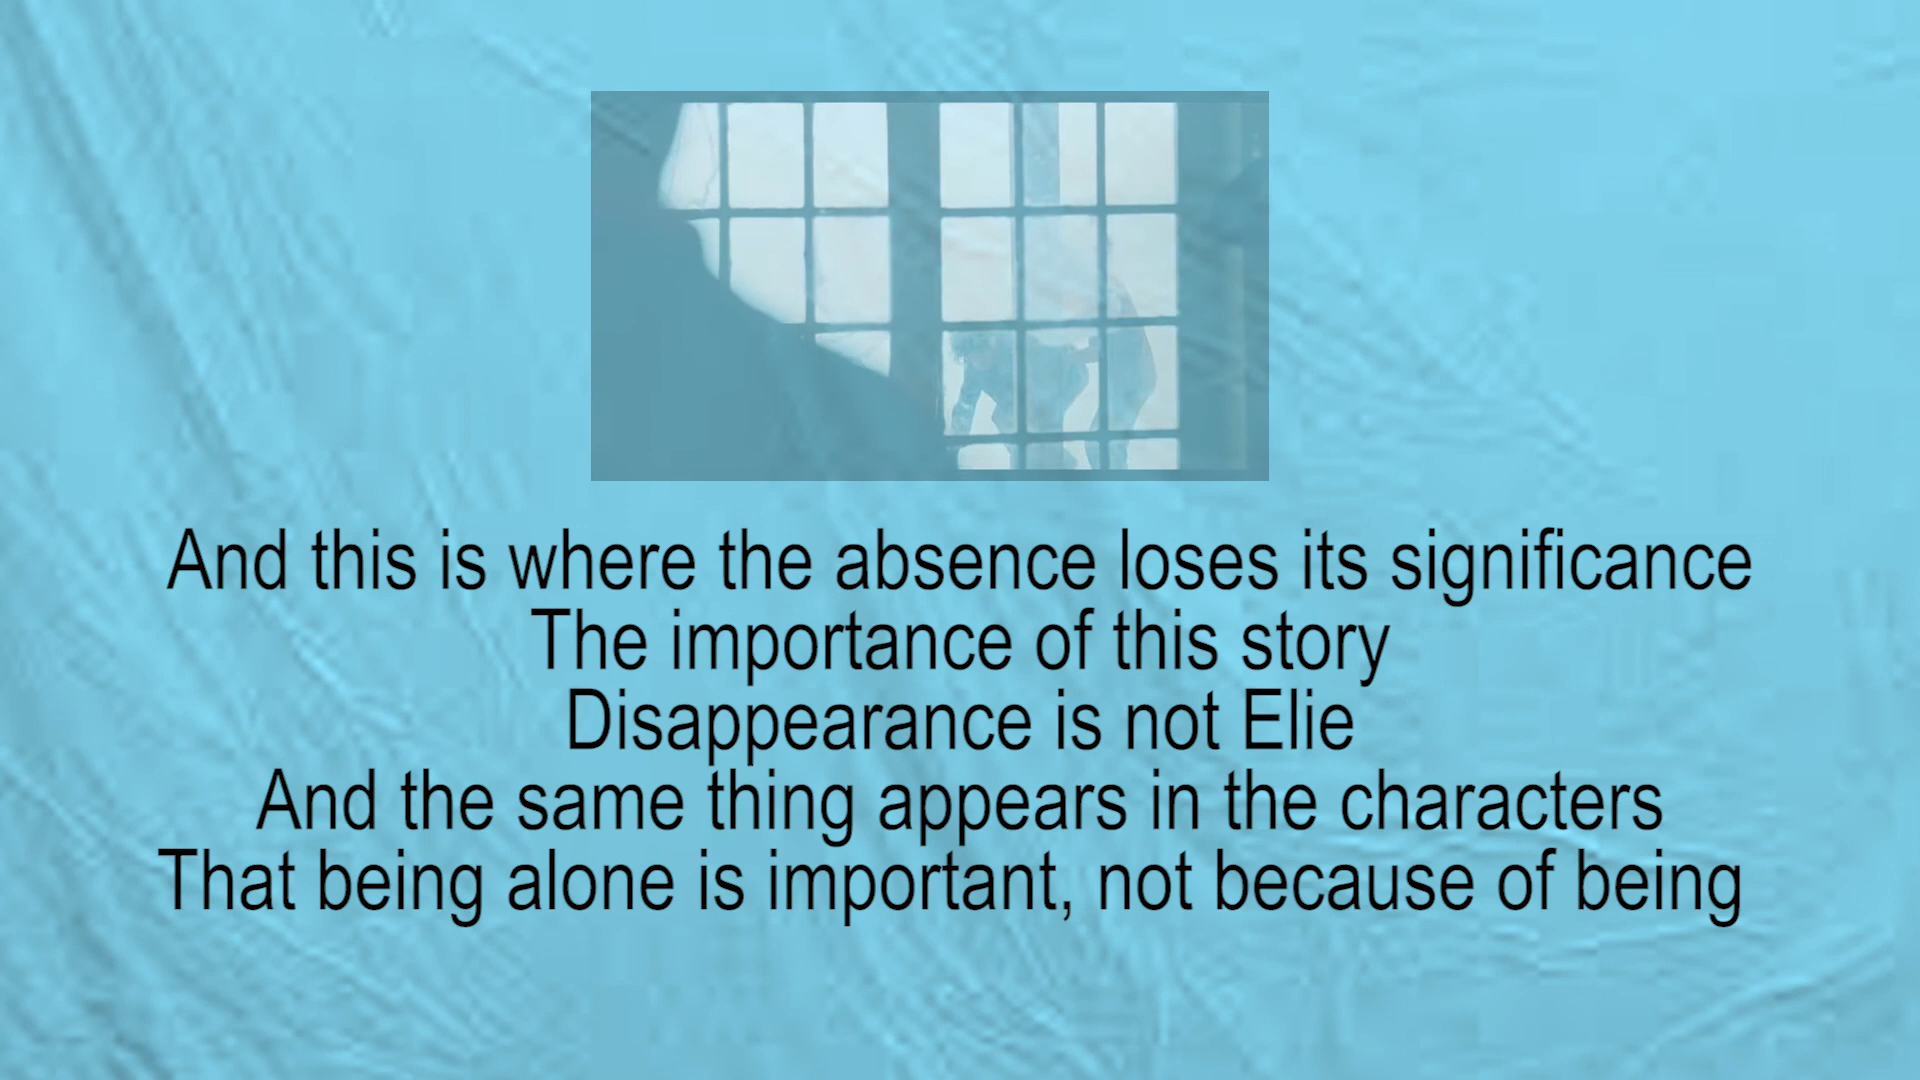 And this is where the absence loses its significance
The importance of this story
Disappearance is not Elie
And the same thing appears in the characters
That being alone is important, not because of being